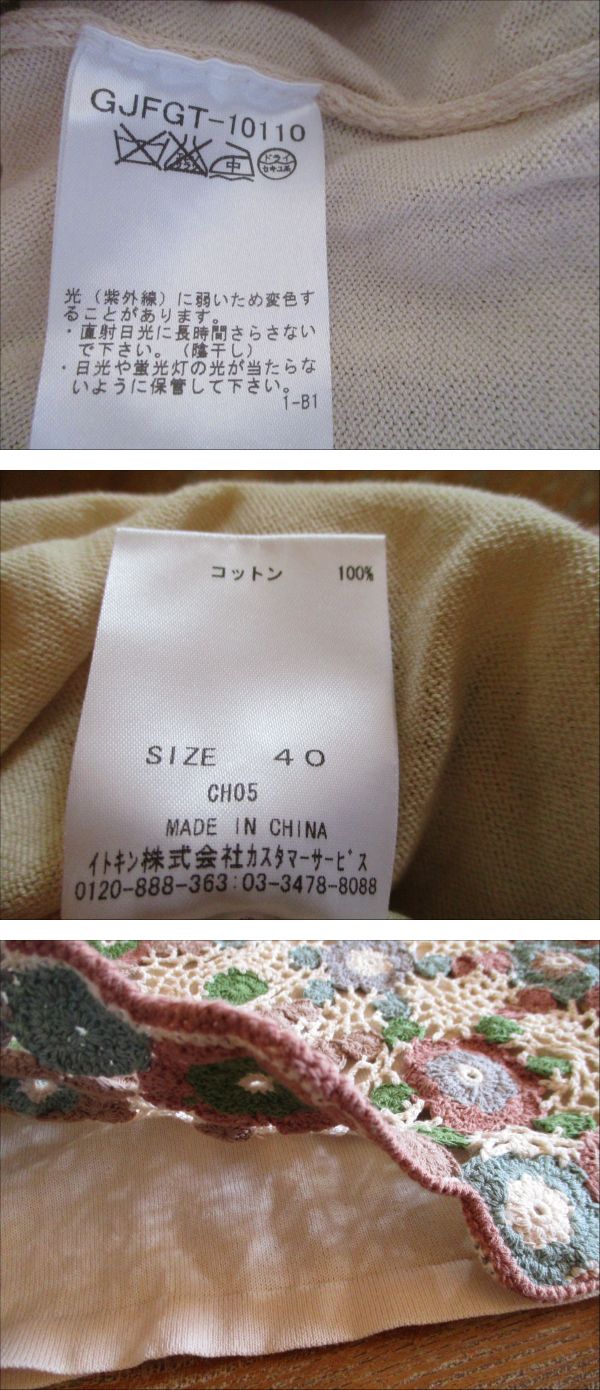 GJFGT-10110
中 ドライ セキユ系
光（紫外線）に弱いため変色す
ることがあります。
・直射日光に長時間さらさない
で下さい。（陰干し）
・日光や蛍光灯の光が当たらな
いように保管して下さい。
1-B1
コットン 100%
SIZE 40
CH05
MADE IN CHINA
イトキン株式会社カスタマーサービス
0120-888-363:03-3478-8088